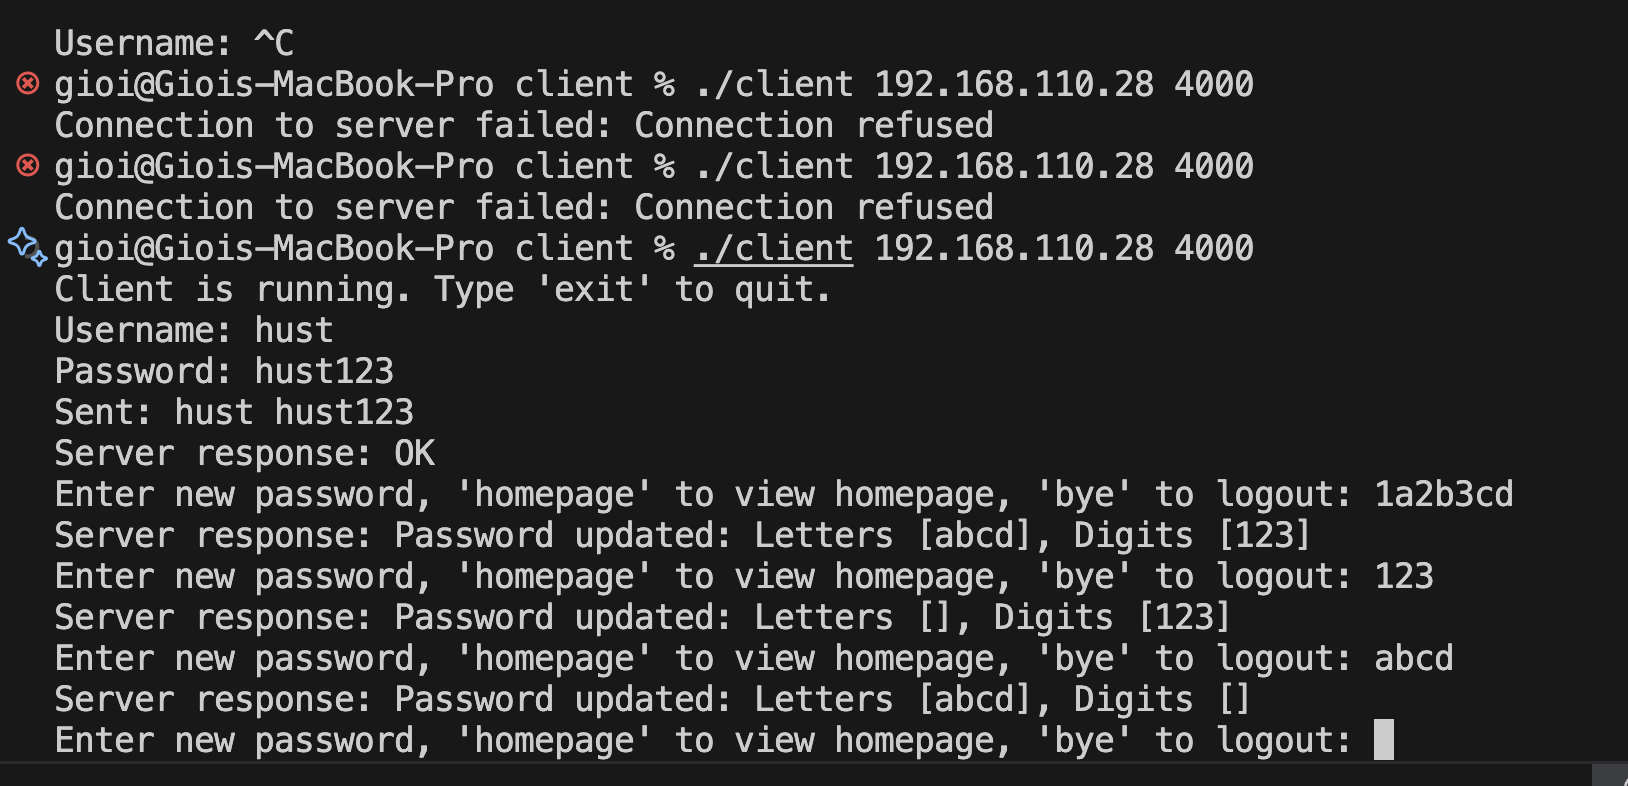 Username: ^C
gioi@Giois-MacBook-Pro client % ./client 192.168.110.28 4000
Connection to server failed: Connection refused
gioi@Giois-MacBook-Pro client % ./client 192.168.110.28 4000
Connection to server failed: Connection refused
gioi@Giois-MacBook-Pro client % ./client 192.168.110.28 4000
Client is running. Type 'exit' to quit.
Username: hust
Password: hust123
Sent: hust hust123
Server response: OK
Enter new password, 'homepage' to view homepage, 'bye' to logout: 1a2b3cd
Server response: Password updated: Letters [abcd], Digits [123]
Enter new password, 'homepage' to view homepage, 'bye' to logout: 123
Server response: Password updated: Letters [], Digits [123]
Enter new password, 'homepage' to view homepage, 'bye' to logout: abcd
Server response: Password updated: Letters [abcd], Digits []
Enter new password, 'homepage' to view homepage, 'bye' to logout: